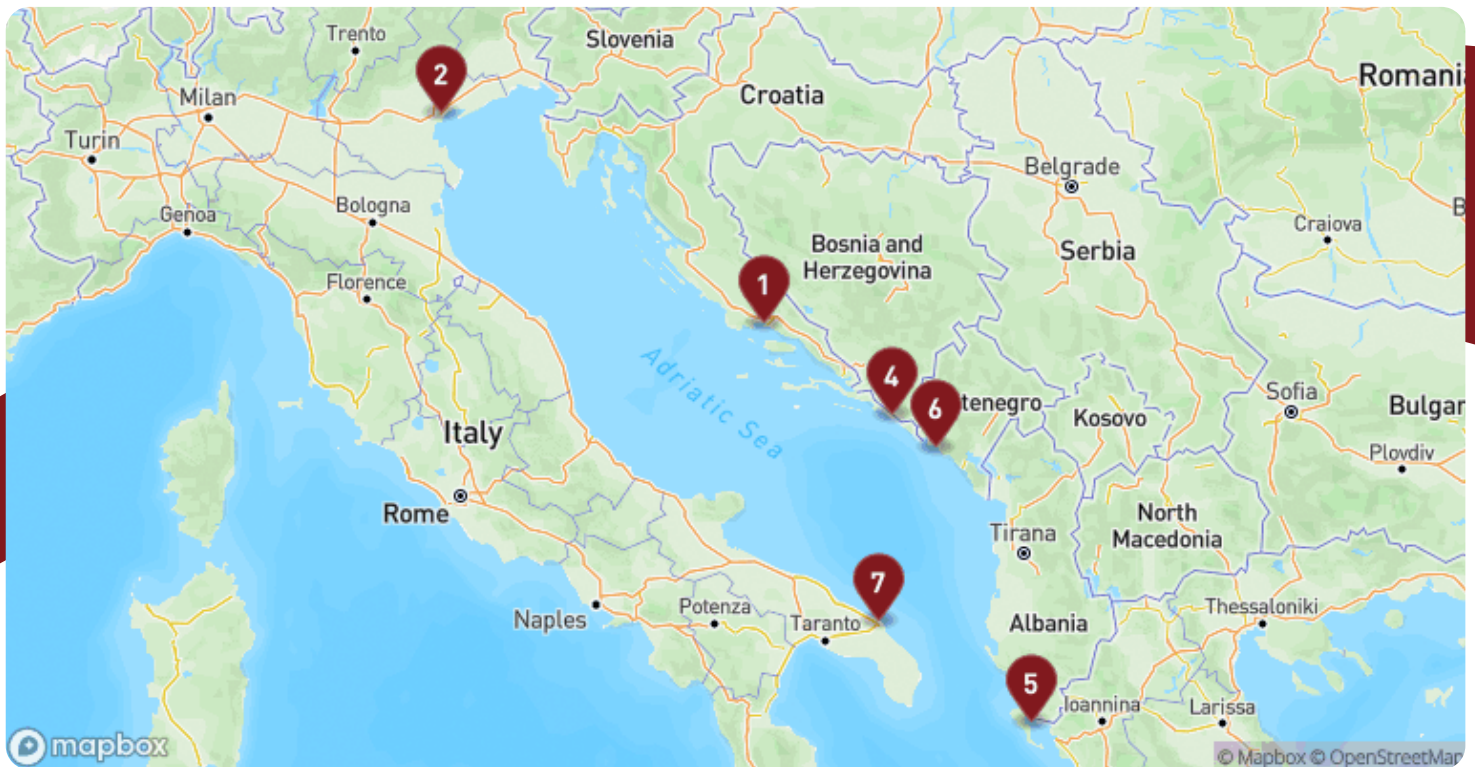 Trento
Slovenia
2
Romani
Milan
Croatia
Turin
Belgrade
Genoa
Bologna
Craiova
B
Bosnia and
Herzegovina
Serbia
1
Florence
Adriatic Sea
4
6
tenegro
Kosovo
Sofia
Bulgar
Italy
Plovdiv
Rome
North
Macedonia
Tirana
7
Naples
Potenza
Taranto
Albania
Thessaloniki
5
Ioannina
Larissa
mapbox
© Mapbox © OpenStreetMap